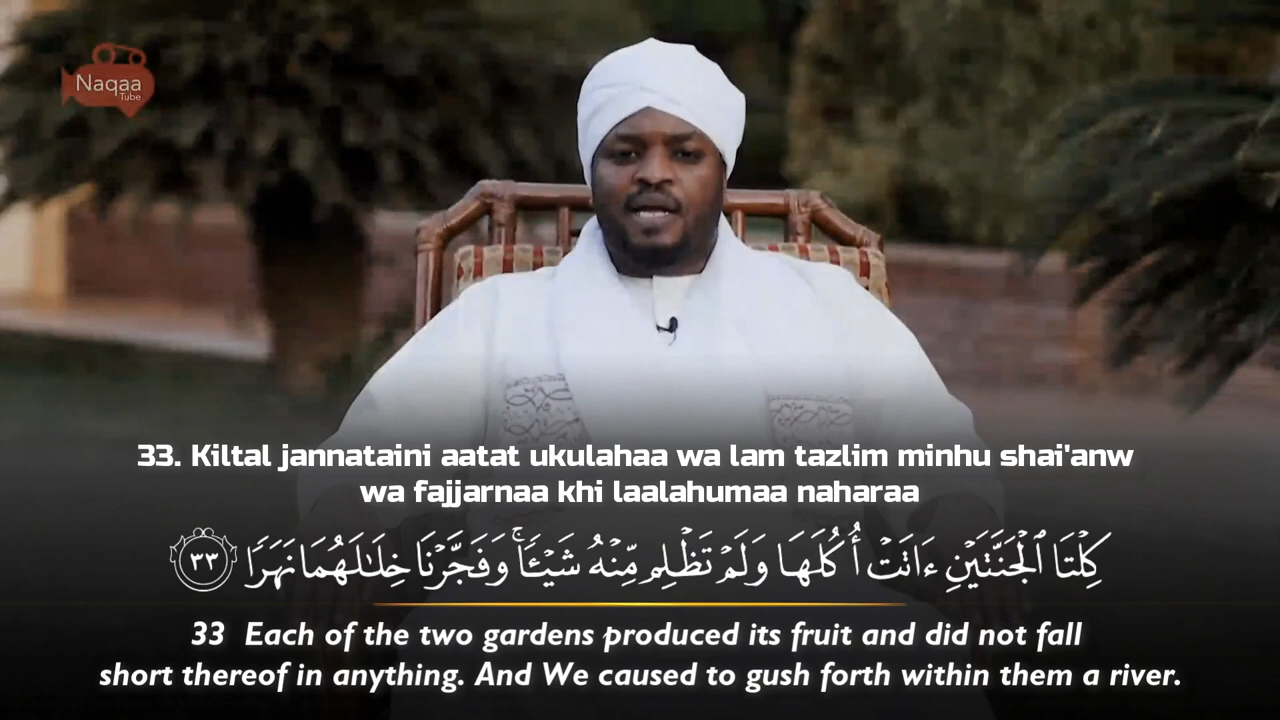 Naqaa
Tube
33. Kiltal jannataini aatat ukulahaa wa lam tazlim minhu shai'anw
wa fajjarnaa khi laalahumaa naharaa
كِلْتَا ٱلْجَنَّتَيْنِ ءَاتَتْ أُكُلَهَا وَلَمْ تَظْلِم مِّنْهُ شَيْـًٔا ۚ وَفَجَّرْنَا خِلَـٰلَهُمَا نَهَرًا ٣٣
33 Each of the two gardens produced its fruit and did not fall
short thereof in anything. And We caused to gush forth within them a river.